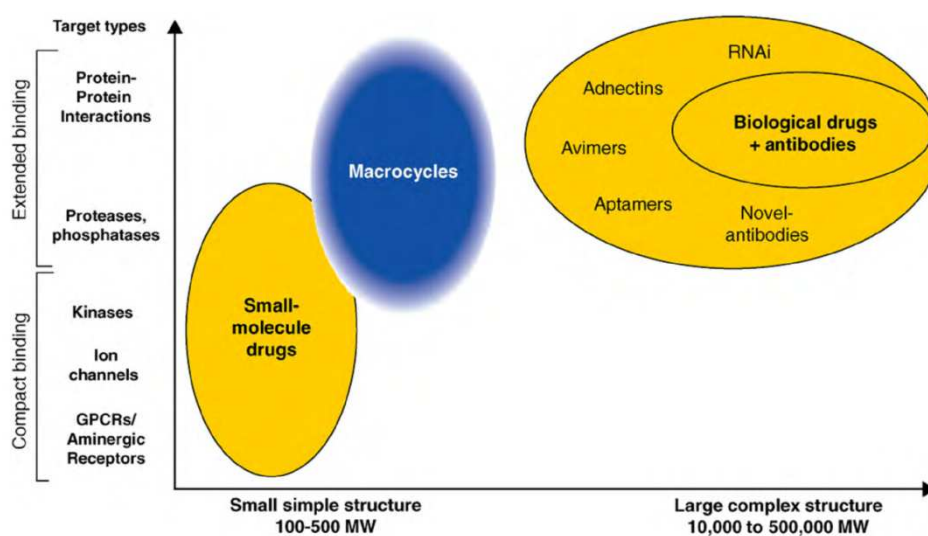 Target types
Extended binding
Protein-
Protein
Interactions
Proteases,
phosphatases
Compact binding
Kinases
Ion
channels
GPCRs/
Aminergic
Receptors
Small-
molecule
drugs
Macrocycles
RNAi
Adnectins
Biological drugs
+ antibodies
Avimers
Aptamers
Novel-
antibodies
Small simple structure
100-500 MW
Large complex structure
10,000 to 500,000 MW